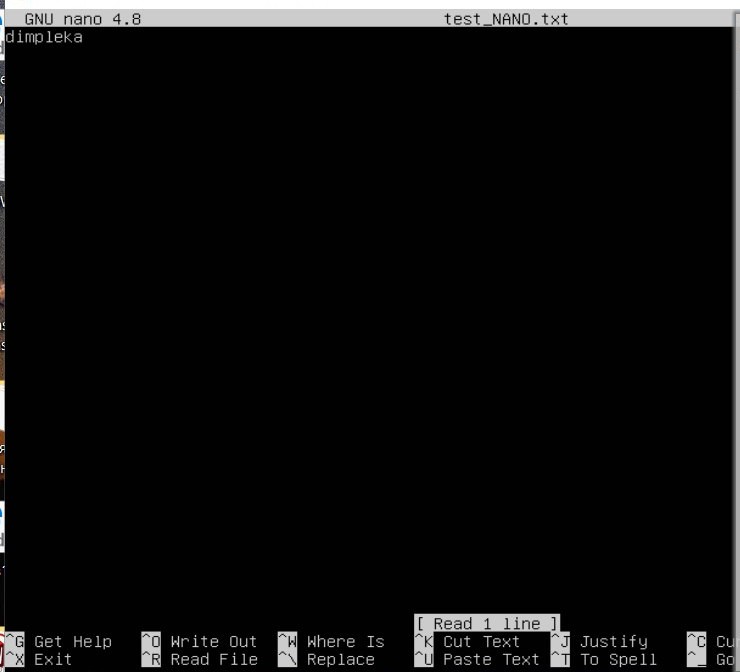 GNU nano 4.8 test_NANO.txt
dimpleka
[ Read 1 line ]
^G Get Help ^O Write Out ^W Where Is ^K Cut Text ^J Justify ^C Cu
^X Exit ^R Read File ^\ Replace ^U Paste Text ^T To Spell ^_ Go